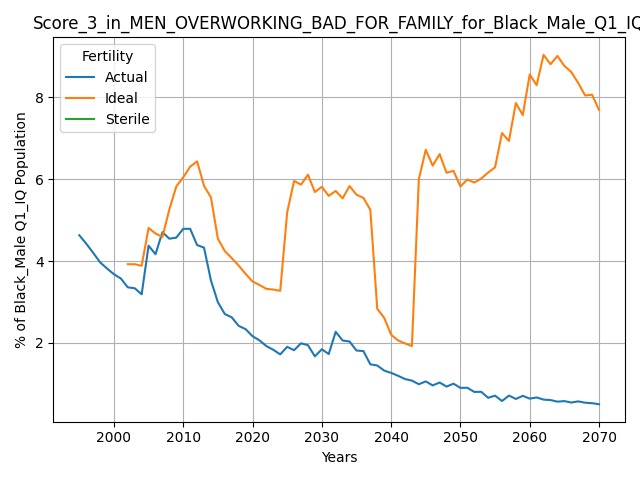 Score_3_in_MEN_OVERWORKING_BAD_FOR_FAMILY_for_Black_Male_Q1_IQ
Fertility
Actual
Ideal
Sterile
% of Black_Male Q1_IQ Population
8
6
4
2
2000 2010 2020 2030 2040 2050 2060 2070
Years